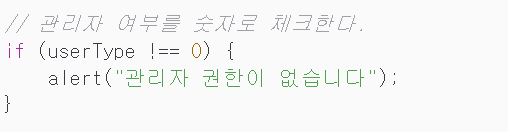 // 관리자 여부를 숫자로 체크한다.
if (userType !== 0) {
    alert("관리자 권한이 없습니다");
}